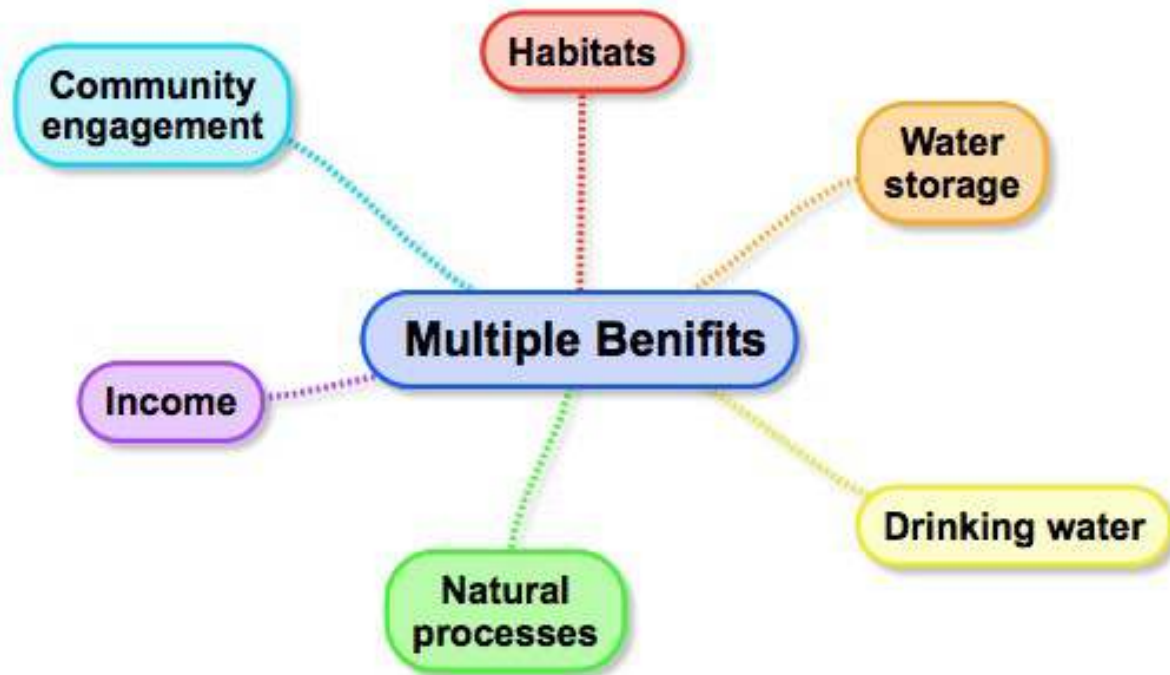 Habitats
Community
engagement
Water
storage
Multiple Benifits
Income
Drinking water
Natural
processes